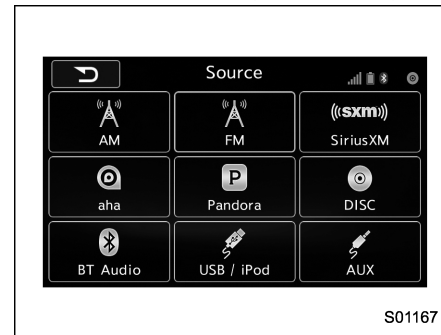 Source
AM
FM
((sxm))
SiriusXM
aha
P
Pandora
DISC
BT Audio
USB / iPod
AUX
S01167